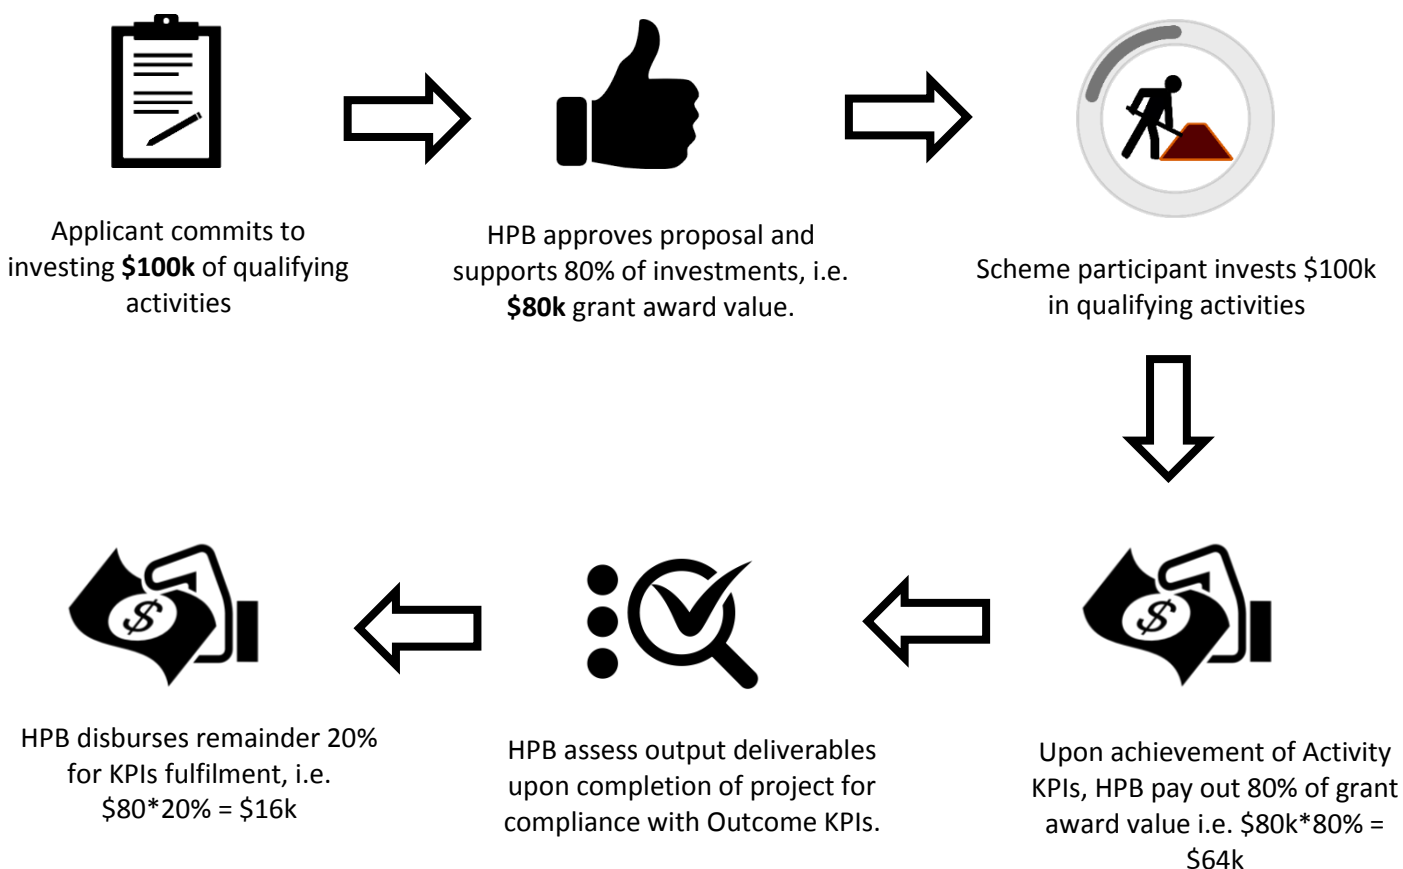 Applicant commits to
investing $100k of qualifying
activities
HPB approves proposal and
supports 80% of investments, i.e.
$80k grant award value.
Scheme participant invests $100k
in qualifying activities
Upon achievement of Activity
KPIs, HPB pay out 80% of grant
award value i.e. $80k*80% =
$64k
$
HPB assess output deliverables
upon completion of project for
compliance with Outcome KPIs.
$
HPB disburses remainder 20%
for KPIs fulfilment, i.e.
$80*20% = $16k